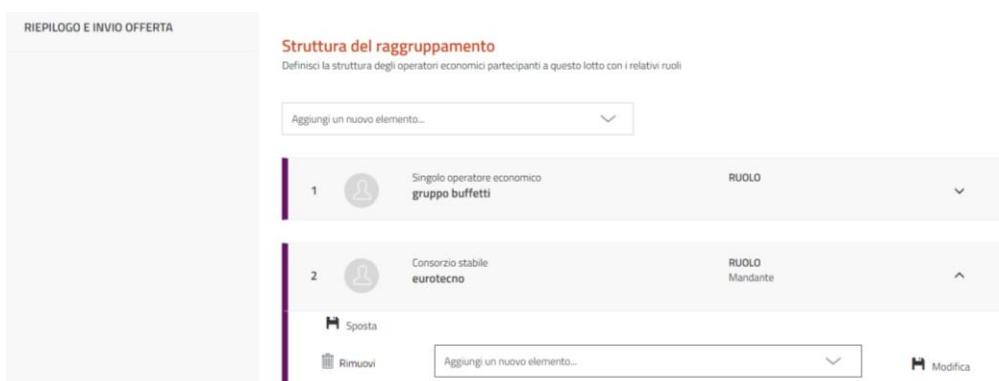 RIEPILOGO E INVIO OFFERTA
Struttura del raggruppamento
Definisci la struttura degli operatori economici partecipanti a questo lotto con i relativi ruoli
Aggiungi un nuovo elemento...
1
Singolo operatore economico
gruppo buffetti
RUOLO
2
Consorzio stabile
eurotecno
RUOLO
Mandante
Sposta
Rimuovi
Aggiungi un nuovo elemento...
Modifica